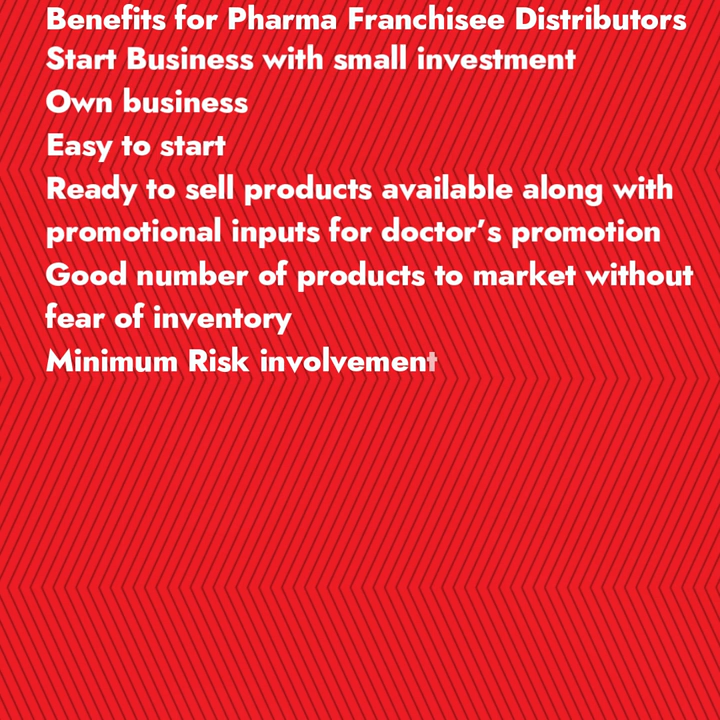 Benefits for Pharma Franchisee Distributors
Start Business with small investment
Own business
Easy to start
Ready to sell products available along with
promotional inputs for doctor’s promotion
Good number of products to market without
fear of inventory
Minimum Risk involvement